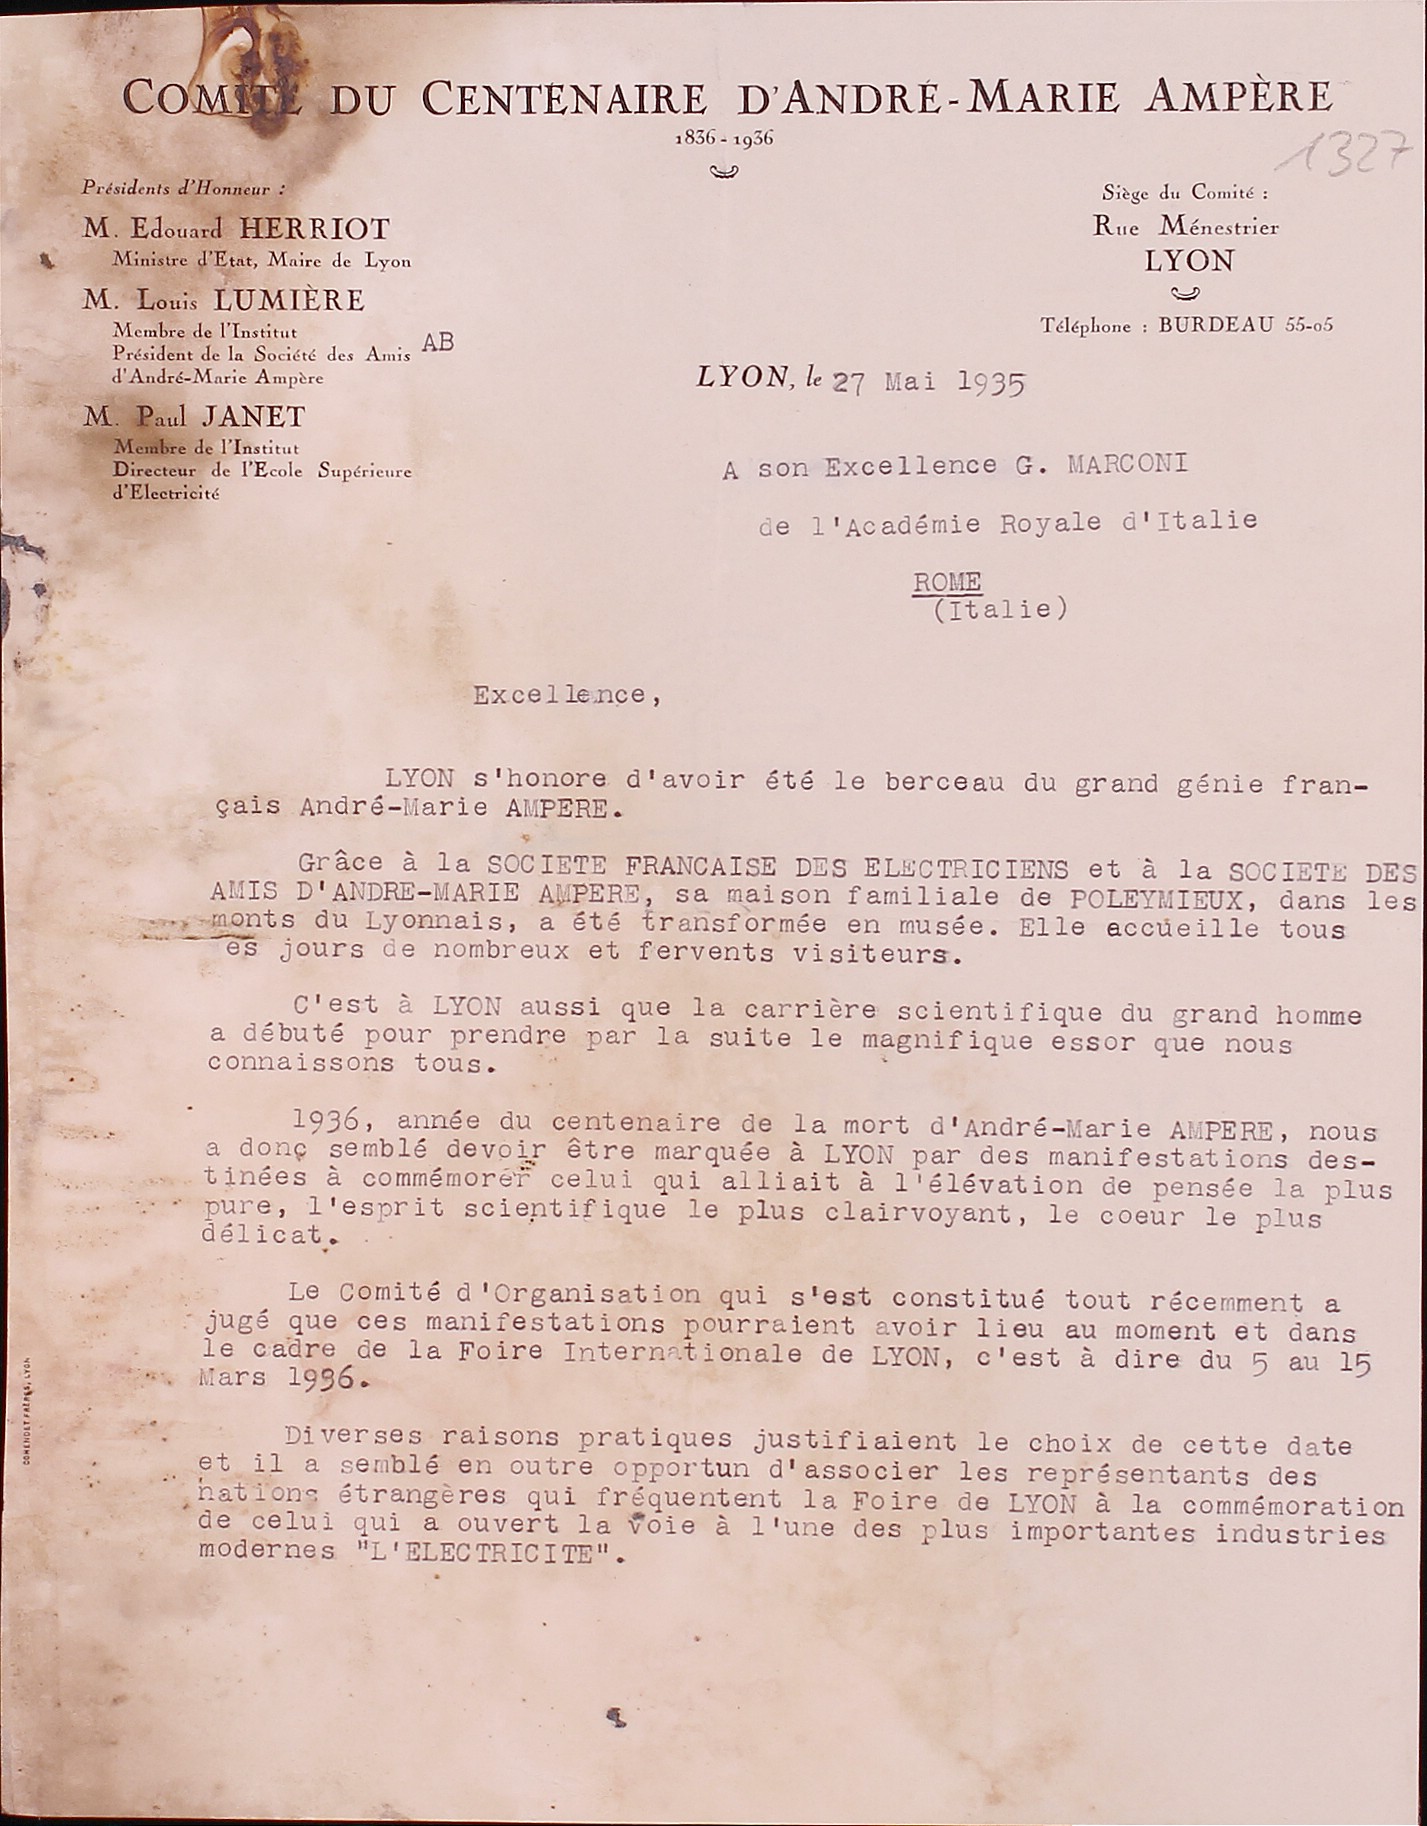 COMITÉ DU CENTENAIRE D'ANDRÉ-MARIE AMPÈRE
1836 - 1936
1327
Présidents d'Honneur :
M. Edouard HERRIOT
Ministre d'Etat, Maire de Lyon
M. Louis LUMIÈRE
Membre de l'Institut
Président de la Société des Amis
d'André-Marie Ampère
AB
M. Paul JANET
Membre de l'Institut
Directeur de l'Ecole Supérieure
d'Electricité
Siège du Comité :
Rue Ménestrier
LYON
Téléphone : BURDEAU 55-05
LYON, le 27 Mai 1935
A son Excellence G. MARCONI
de l'Académie Royale d'Italie
ROME
(Italie)
Excellence,
LYON s'honore d'avoir été le berceau du grand génie fran-
çais André-Marie AMPERE.
Grâce à la SOCIETE FRANCAISE DES ELECTRICIENS et à la SOCIETE DES
AMIS D'ANDRE-MARIE AMPERE, sa maison familiale de POLEYMIEUX, dans les
monts du Lyonnais, a été transformée en musée. Elle accueille tous
es jours de nombreux et fervents visiteurs.
C'est à LYON aussi que la carrière scientifique du grand homme
a débuté pour prendre par la suite le magnifique essor que nous
connaissons tous.
1936, année du centenaire de la mort d'André-Marie AMPERE, nous
a donc semblé devoir être marquée à LYON par des manifestations des-
tinées à commémorer celui qui alliait à l'élévation de pensée la plus
pure, l'esprit scientifique le plus clairvoyant, le coeur le plus
délicat.
Le Comité d'Organisation qui s'est constitué tout récemment a
jugé que ces manifestations pourraient avoir lieu au moment et dans
le cadre de la Foire Internationale de LYON, c'est à dire du 5 au 15
Mars 1936.
Diverses raisons pratiques justifiaient le choix de cette date
et il a semblé en outre opportun d'associer les représentants des
nations étrangères qui fréquentent la Foire de LYON à la commémoration
de celui qui a ouvert la voie à l'une des plus importantes industries
modernes "L'ELECTRICITE".
COMENDET FRÈRES, LYON